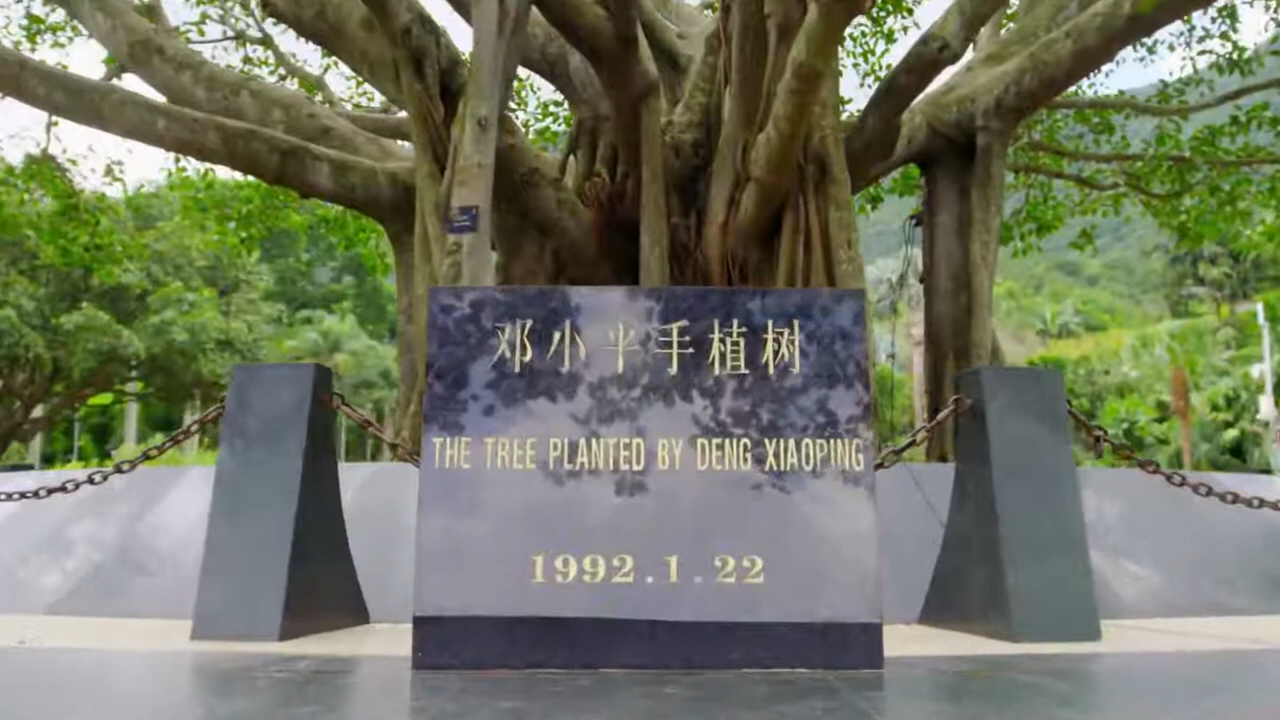 邓小平手植树
THE TREE PLANTED BY DENG XIAOPING
1992.1.22